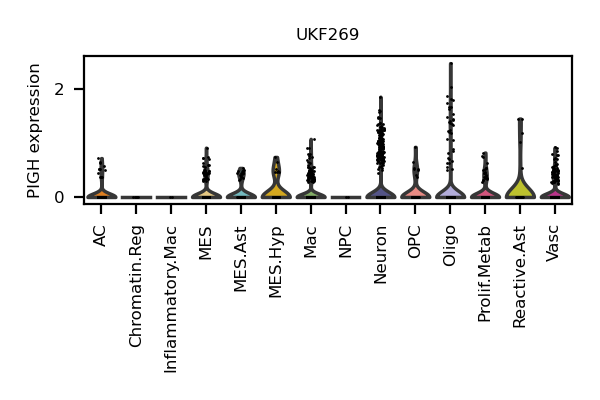 UKF269
PIGH expression
2
0
AC
Chromatin.Reg
Inflammatory.Mac
MES
MES.Ast
MES.Hyp
Mac
NPC
Neuron
OPC
Oligo
Prolif.Metab
Reactive.Ast
Vasc